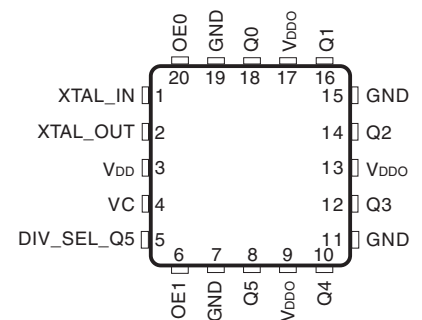 OE0 GND Q0 VDDO Q1
20 19 18 17 16
XTAL_IN 1 15 GND
XTAL_OUT 2 14 Q2
VDD 3 13 VDDO
VC 4 12 Q3
DIV_SEL_Q5 5 11 GND
6 7 8 9 10
OE1 GND Q5 VDDO Q4